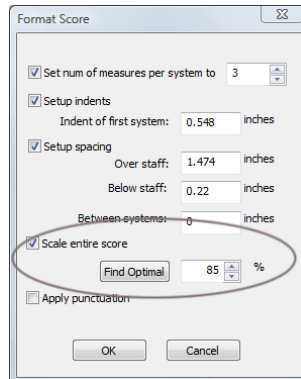 Format Score
Set num of measures per system to 3
Setup indents
Indent of first system: 0.548 inches
Setup spacing
Over staff: 1.474 inches
Below staff: 0.22 inches
Between systems: 0 inches
Scale entire score
Find Optimal 85 %
Apply punctuation
OK Cancel